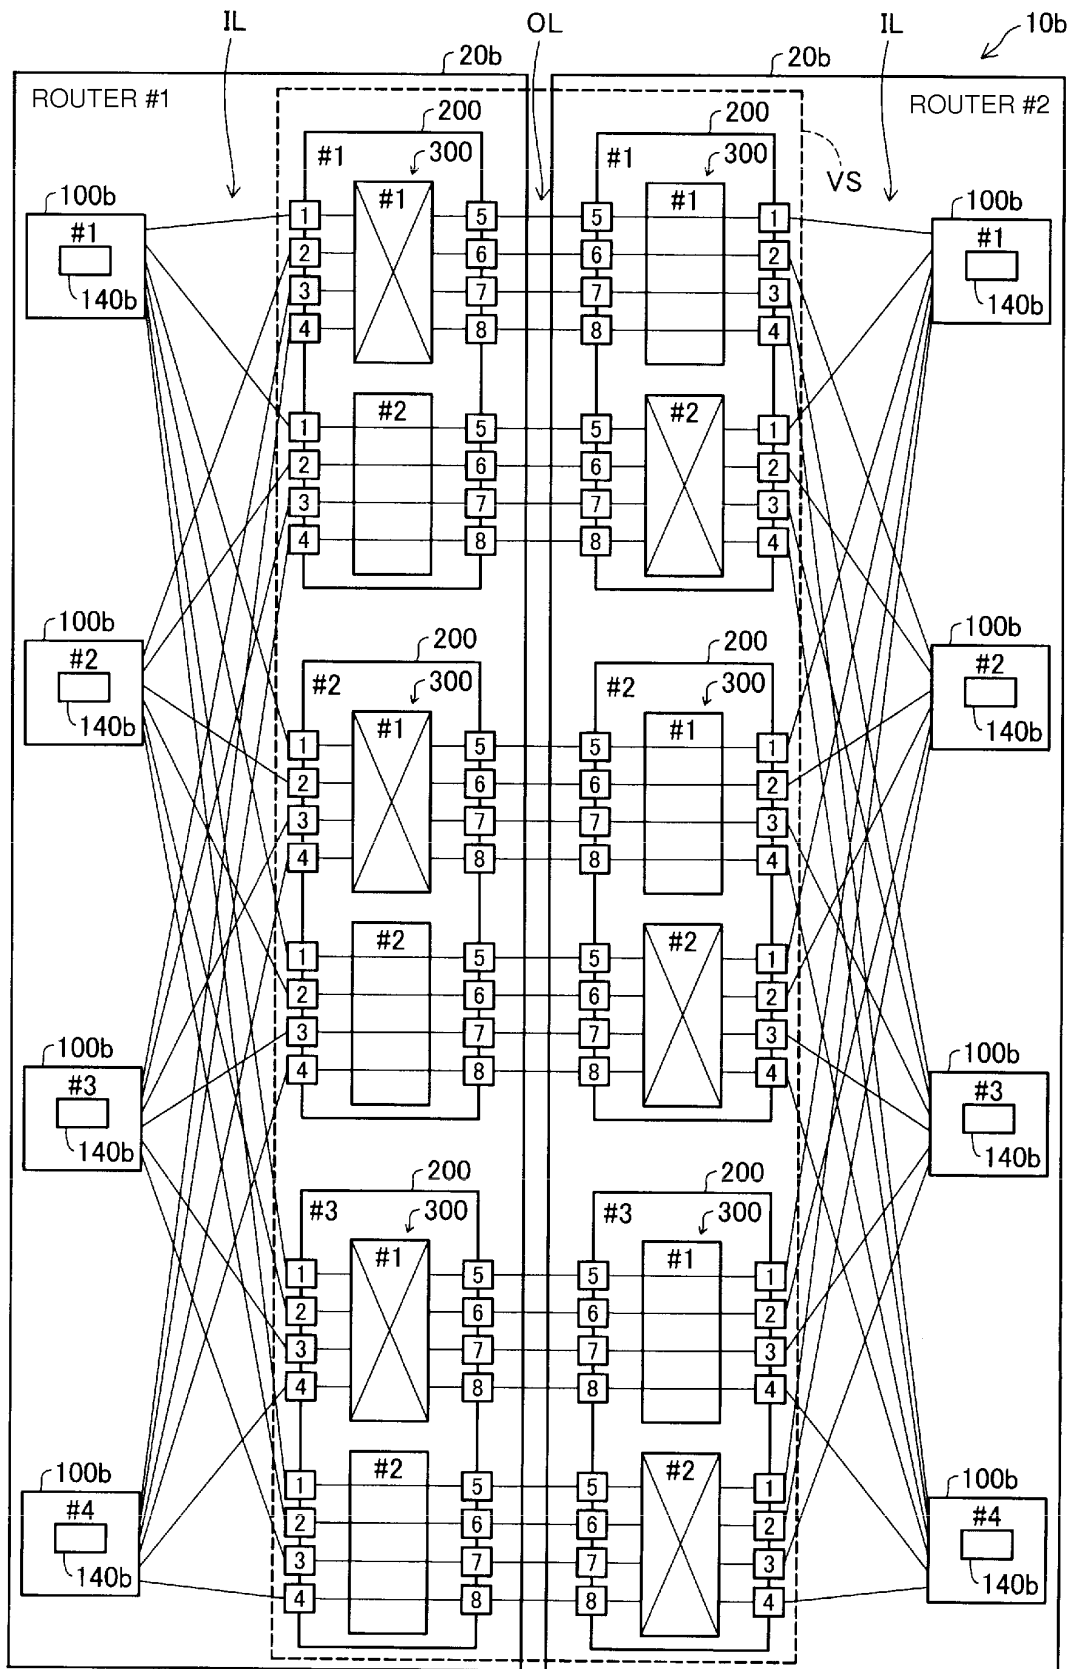 IL OL IL 10b
20b 20b
ROUTER #1 ROUTER #2
200 200
#1 300 #1 300
VS
100b #1 #1 100b
1 5 5 1
#1 #1
2 6 6 2
140b 3 7 7 3 140b
4 8 8 4
#2 #2
1 5 5 1
2 6 6 2
3 7 7 3
4 8 8 4
100b 200 200 100b
#2 #2 300 #2 300 #2
140b #1 #1 140b
1 5 5 1
2 6 6 2
3 7 7 3
4 8 8 4
#2 #2
1 5 5 1
2 6 6 2
3 7 7 3
100b 4 8 8 4 100b
#3 #3
140b 140b
200 200
#3 300 #3 300
#1 #1
1 5 5 1
2 6 6 2
3 7 7 3
4 8 8 4
100b #2 #2 100b
1 5 5 1
#4 #4
2 6 6 2
140b 3 7 7 3 140b
4 8 8 4